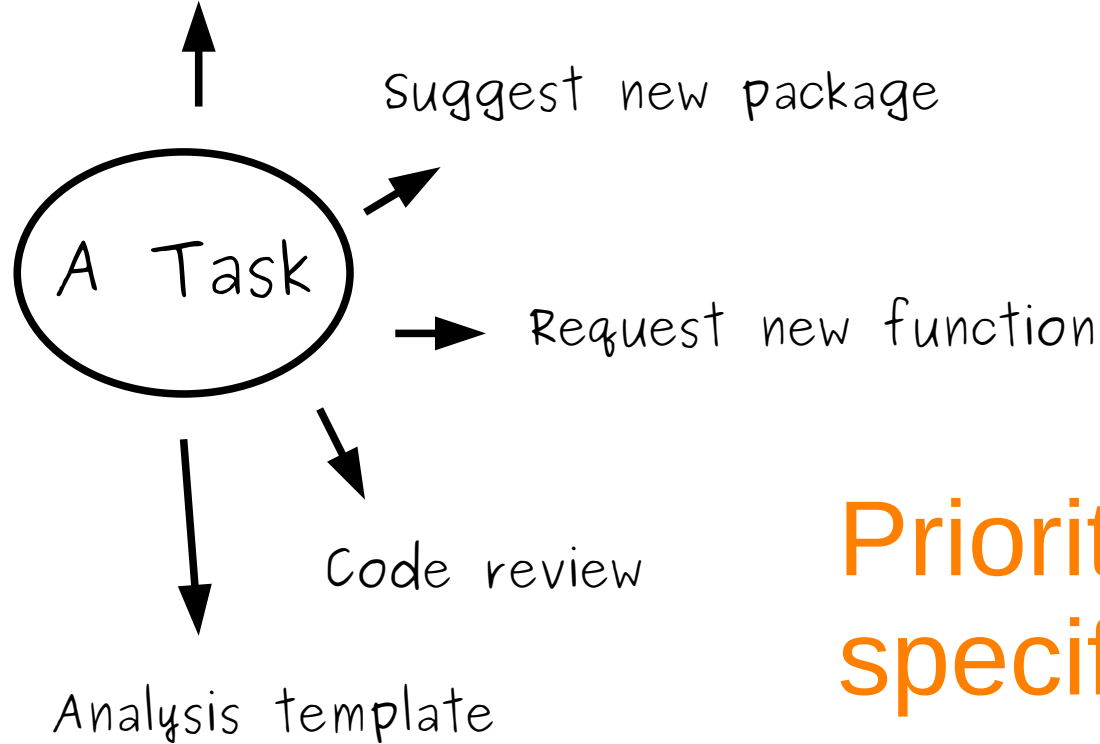 Suggest new package
A Task
Request new function
Code review
Analysis template